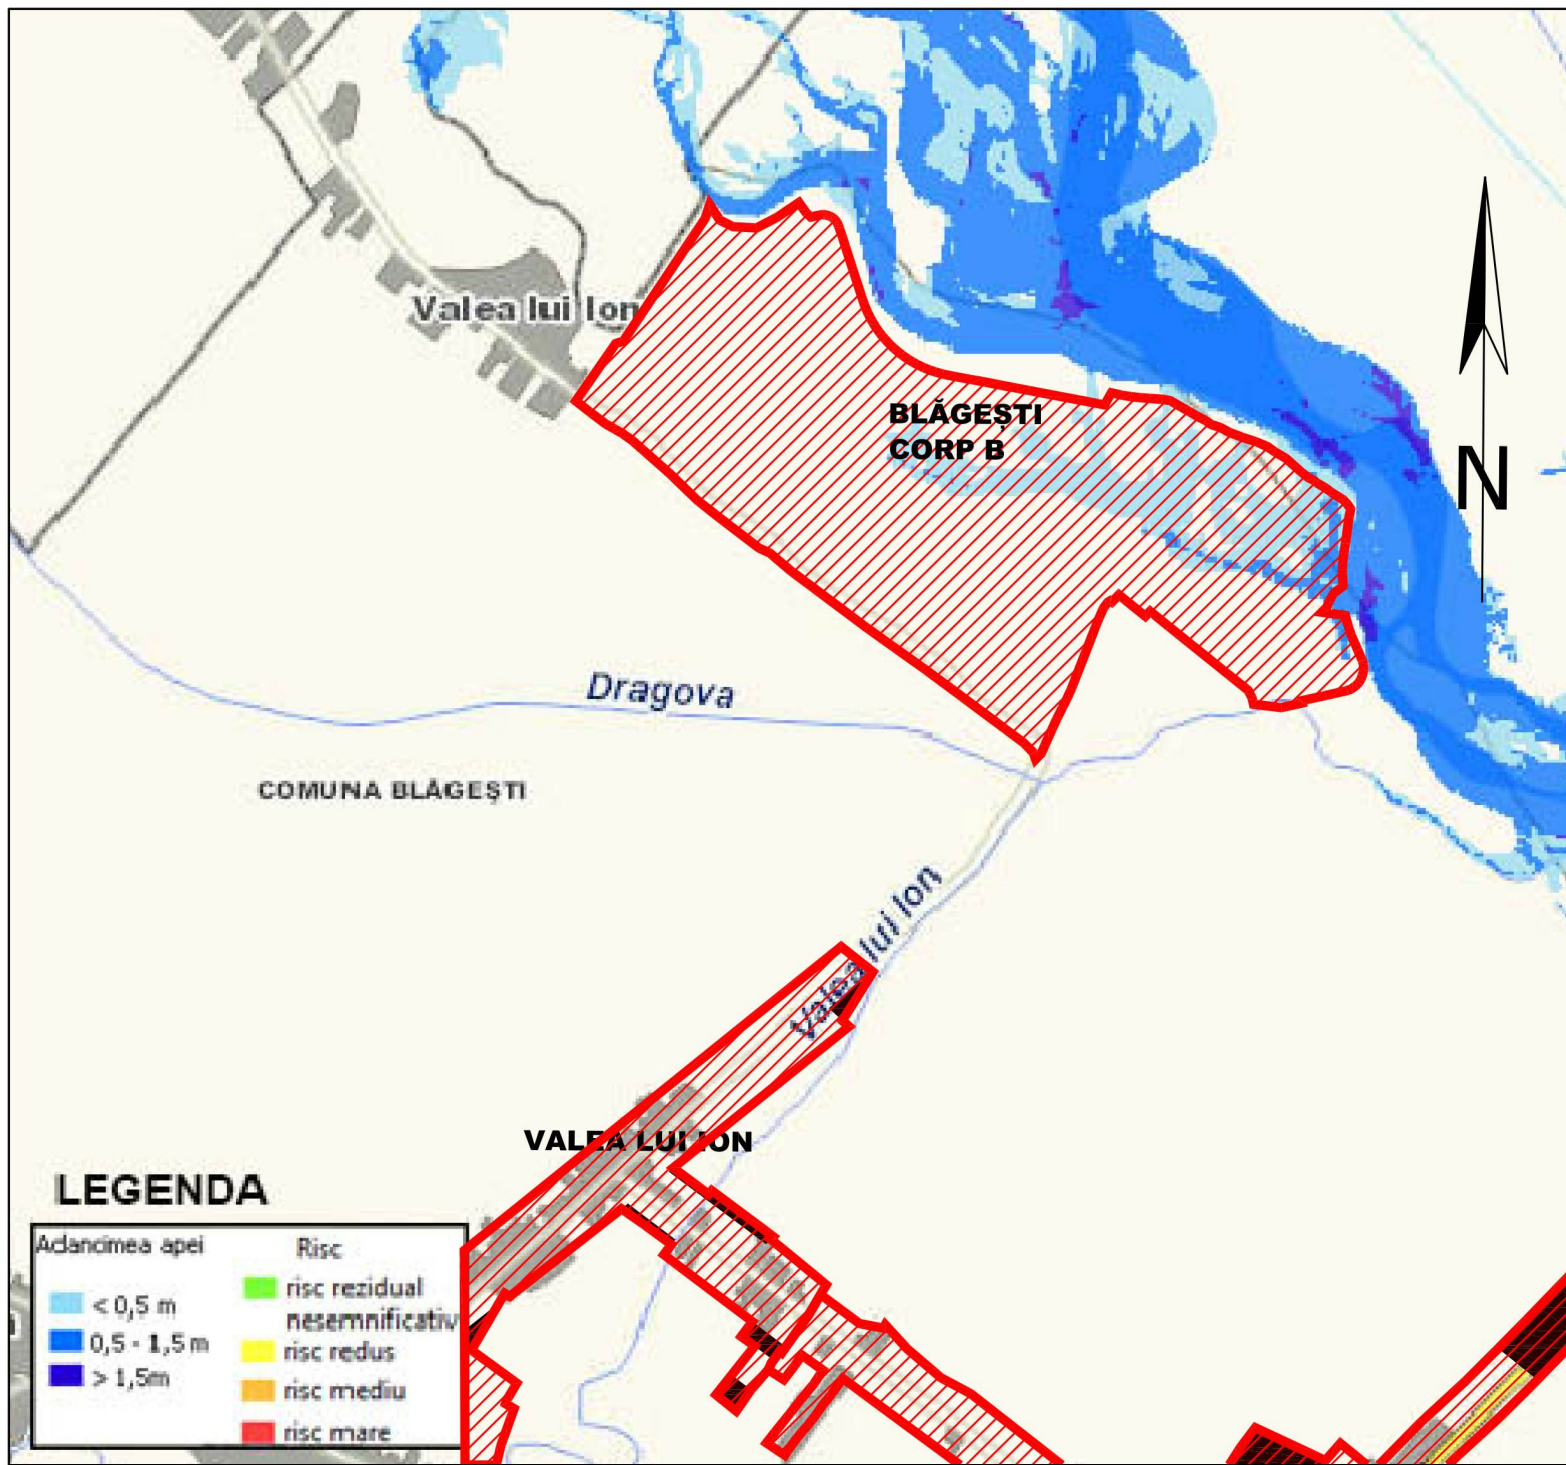 Valea lui Ion
BLĂGEȘTI
CORP B
N
Dragova
COMUNA BLĂGEȘTI
Valea lui Ion
VALEA LUI ION
LEGENDA
Adancimea apei
< 0,5 m
0,5 - 1,5 m
> 1,5m
Risc
risc rezidual
nesemnificativ
risc redus
risc mediu
risc mare